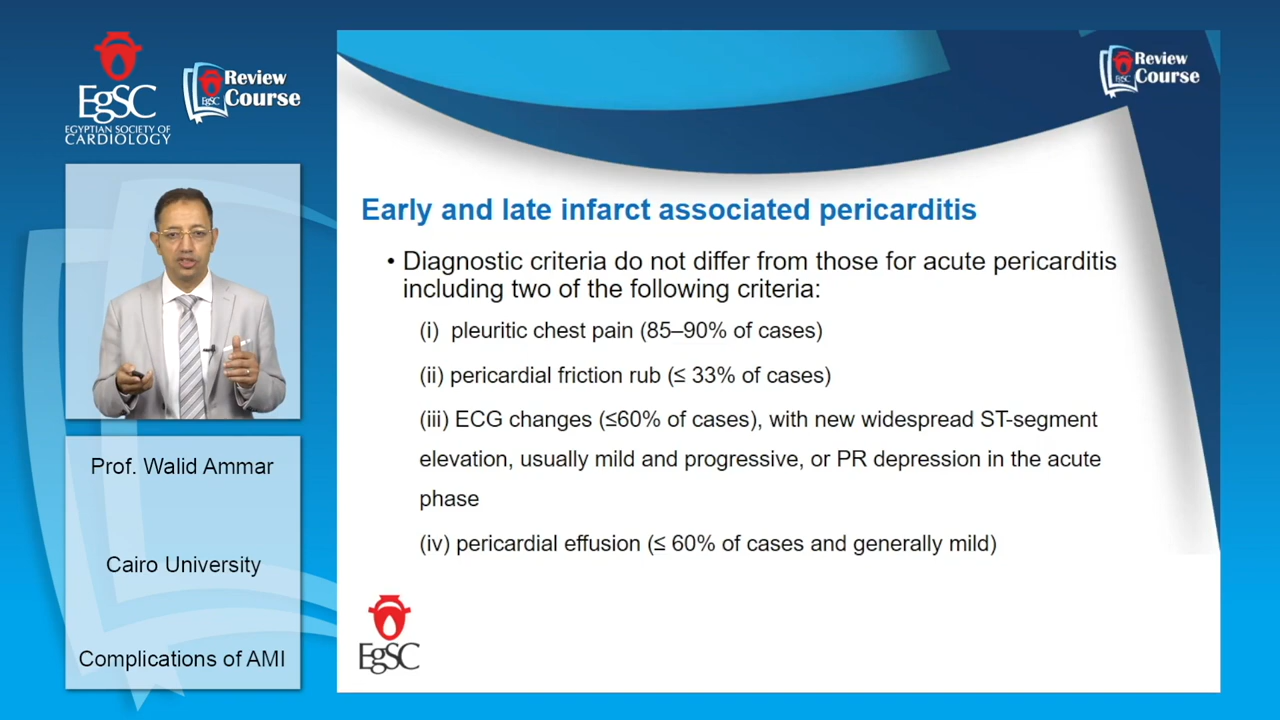 EgSC
EGYPTIAN SOCIETY OF
CARDIOLOGY
EgSC
Review
Course
EgSC
Review
Course
Prof. Walid Ammar
Cairo University
Complications of AMI
Early and late infarct associated pericarditis
• Diagnostic criteria do not differ from those for acute pericarditis
including two of the following criteria:
(i) pleuritic chest pain (85–90% of cases)
(ii) pericardial friction rub (≤ 33% of cases)
(iii) ECG changes (≤60% of cases), with new widespread ST-segment
elevation, usually mild and progressive, or PR depression in the acute
phase
(iv) pericardial effusion (≤ 60% of cases and generally mild)
EgSC